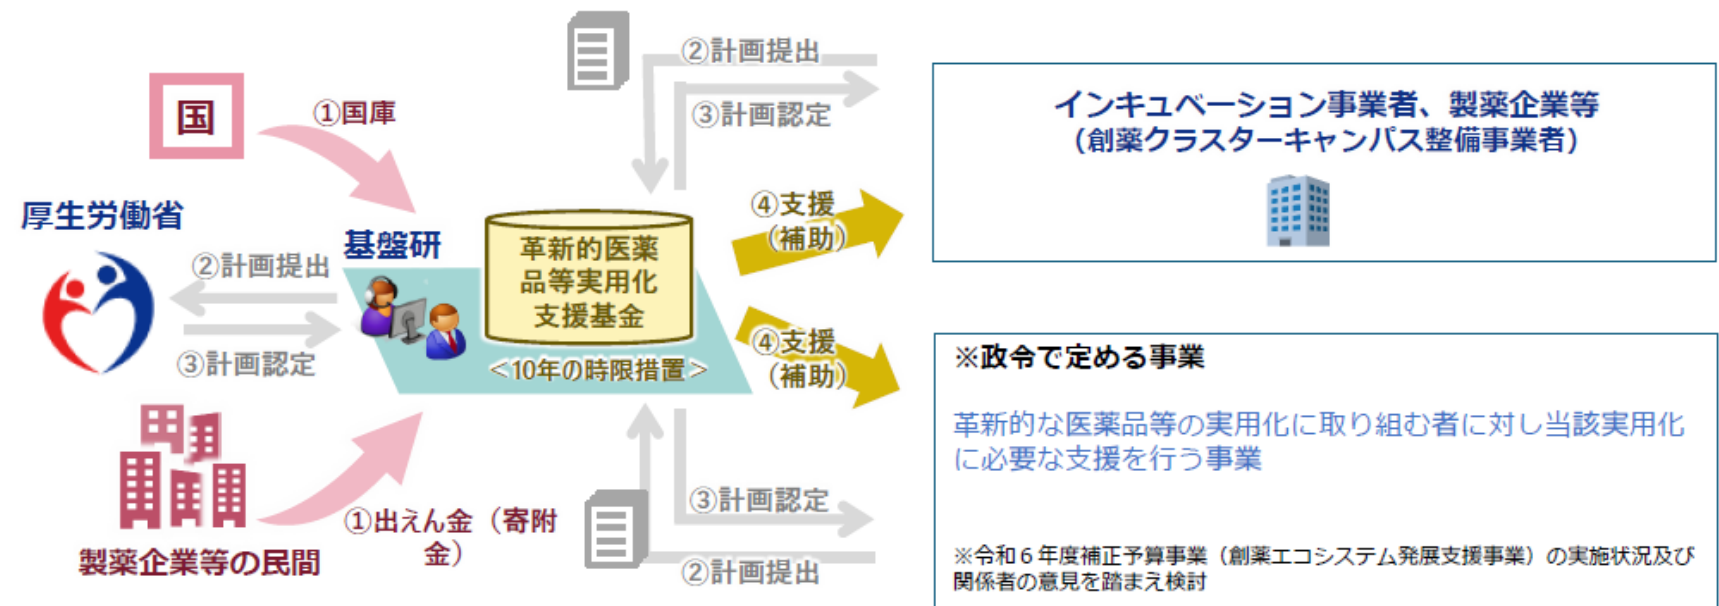 ②計画提出
③計画認定
国
①国庫
インキュベーション事業者、製薬企業等
(創薬クラスターキャンパス整備事業者)
厚生労働省
②計画提出
③計画認定
基盤研
革新的医薬
品等実用化
支援基金
＜10年の時限措置＞
④支援
（補助）
④支援
（補助）
※政令で定める事業
革新的な医薬品等の実用化に取り組む者に対し当該実用化
に必要な支援を行う事業
※令和６年度補正予算事業（創薬エコシステム発展支援事業）の実施状況及び
関係者の意見を踏まえ検討
製薬企業等の民間
①出えん金（寄附
金）
③計画認定
②計画提出